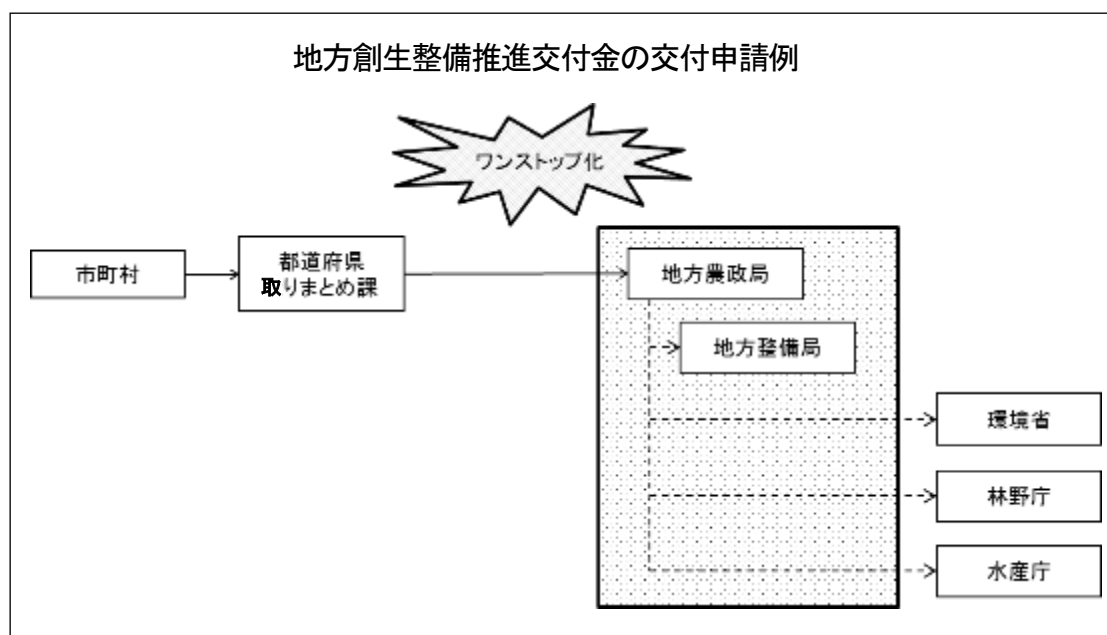 地方創生整備推進交付金の交付申請例
ワンストップ化
市町村
都道府県
取りまとめ課
地方農政局
地方整備局
環境省
林野庁
水産庁